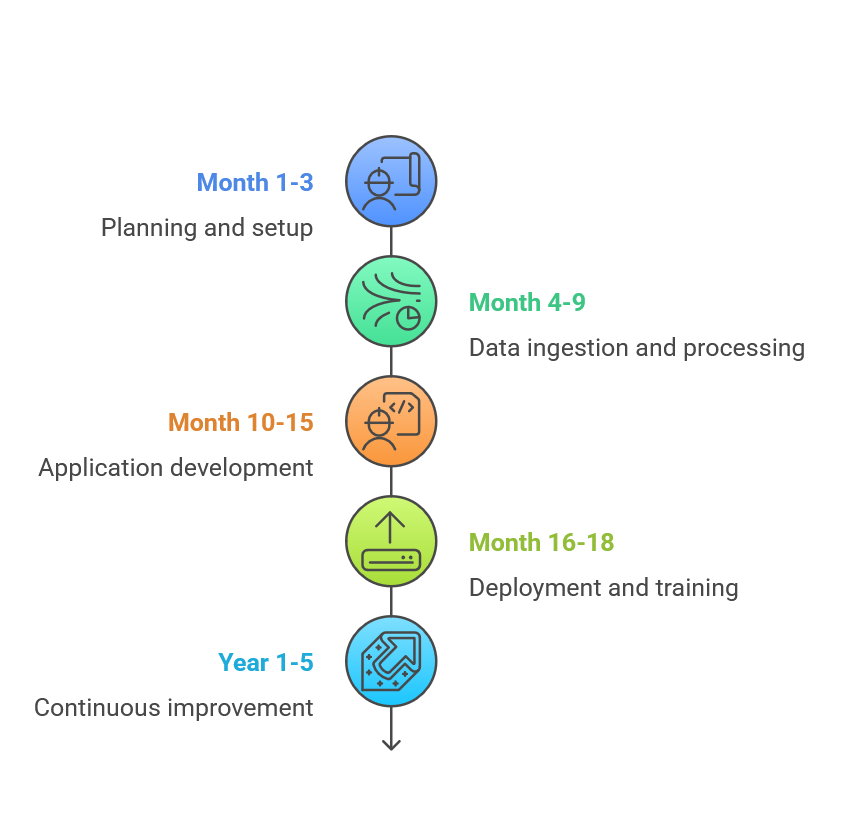 Month 1-3
Planning and setup
Month 4-9
Data ingestion and processing
Month 10-15
Application development
Month 16-18
Deployment and training
Year 1-5
Continuous improvement